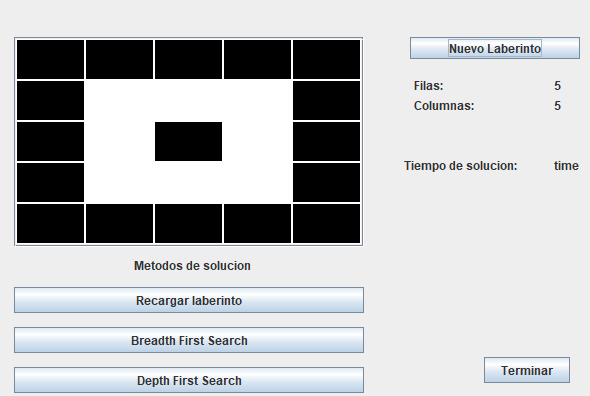 Nuevo Laberinto
Filas: 5
Columnas: 5
Tiempo de solucion: time
Metodos de solucion
Recargar laberinto
Breadth First Search
Depth First Search
Terminar